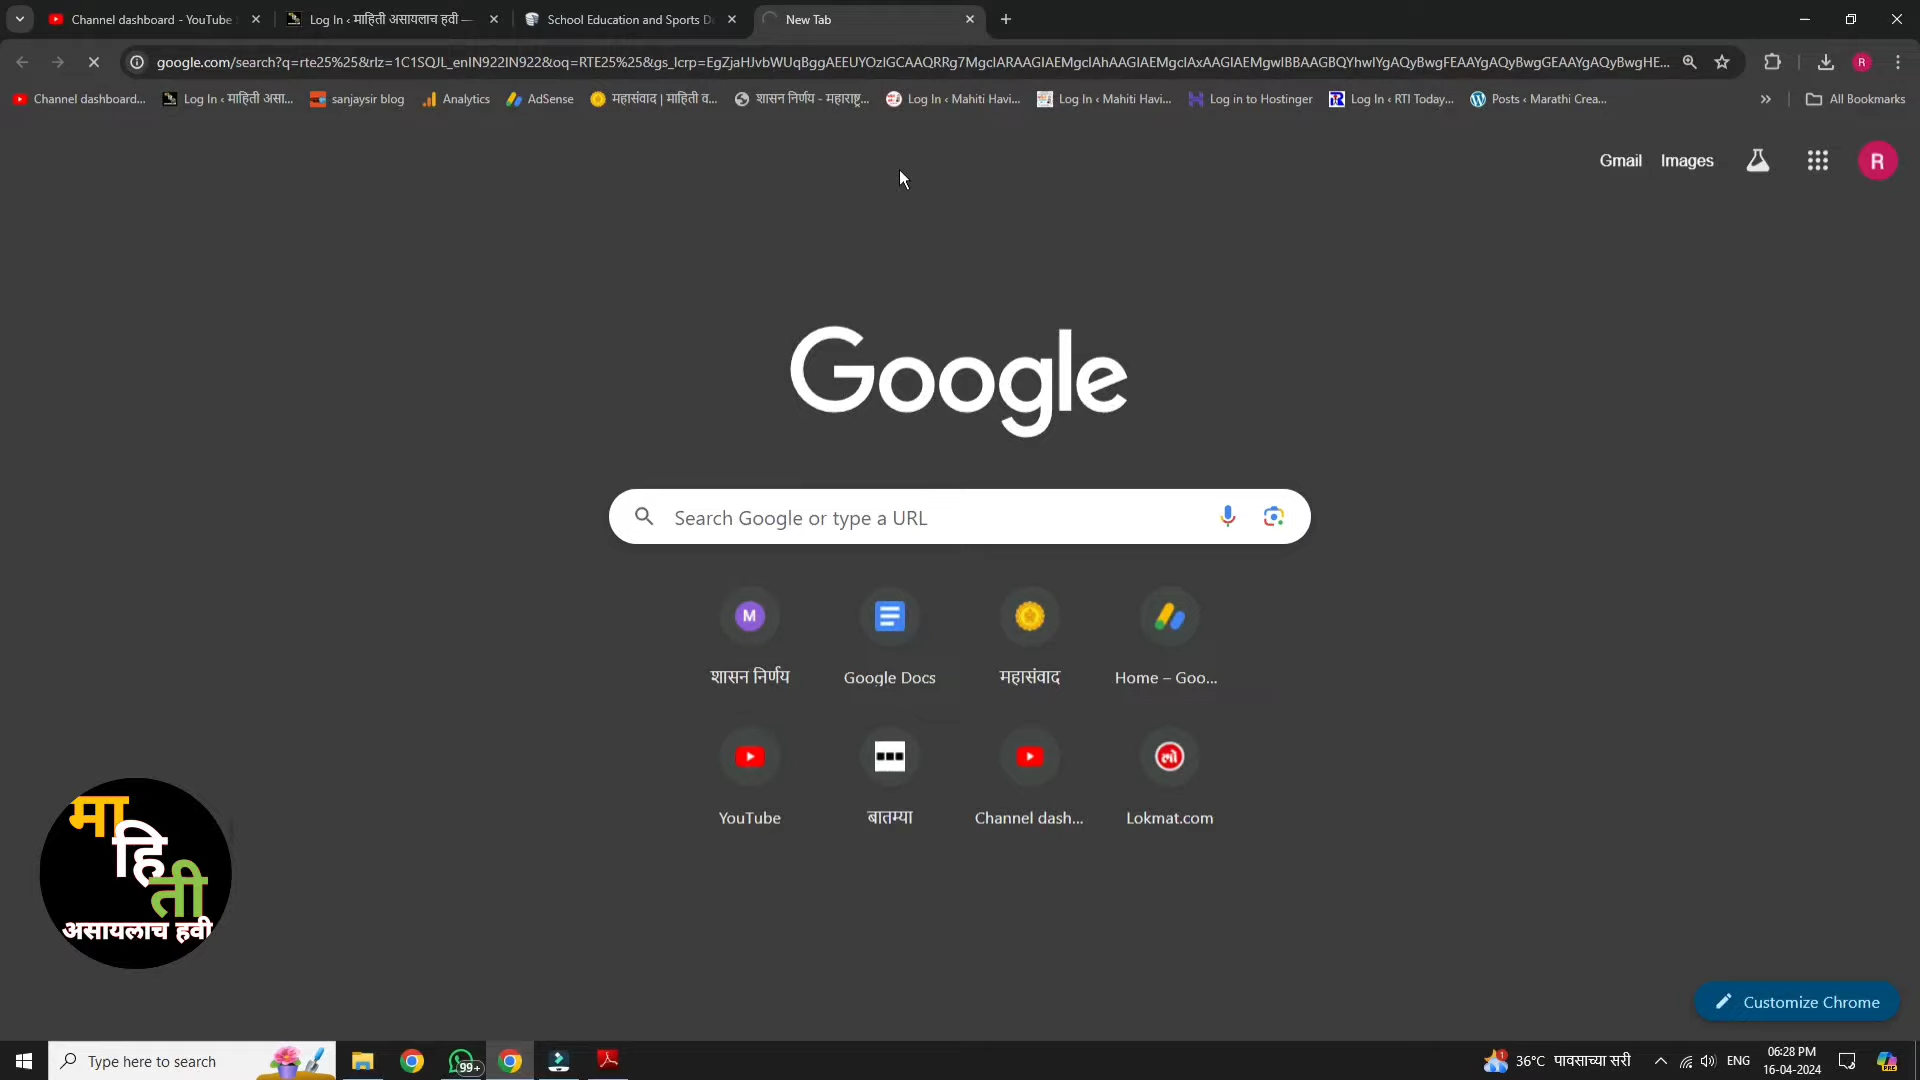 Channel dashboard - YouTube
Log In ‹ माहिती असायलाच हवी —
School Education and Sports D
New Tab
google.com/search?q=rte25%25&rlz=1C1SQJL_enIN922IN922&oq=RTE25%25&gs_lcrp=EgZjaHJvbWUqBggAEEUYOzIGCAAQRRg7MgcIARAAGIAEMgcIAhAAGIAEMgcIAxAAGIAEMgwIBBAAGBQYhwIYgAQyBwgFEAAYgAQyBwgGEAAYgAQyBwgHE...
Channel dashboard...
Log In ‹ माहिती असा...
sanjaysir blog
Analytics
AdSense
महासंवाद | माहिती व...
शासन निर्णय - महाराष्ट्र...
Log In ‹ Mahiti Havi...
Log In ‹ Mahiti Havi...
Log in to Hostinger
Log In ‹ RTI Today...
Posts ‹ Marathi Crea...
All Bookmarks
Gmail
Images
R
Google
Search Google or type a URL
M
शासन निर्णय
Google Docs
महासंवाद
Home – Goo...
YouTube
बातम्या
Channel dash...
लो
Lokmat.com
मा
हि
ती
असायलाच हवी
Customize Chrome
Type here to search
99+
1
36°C पावसाच्या सरी
ENG
06:28 PM
16-04-2024